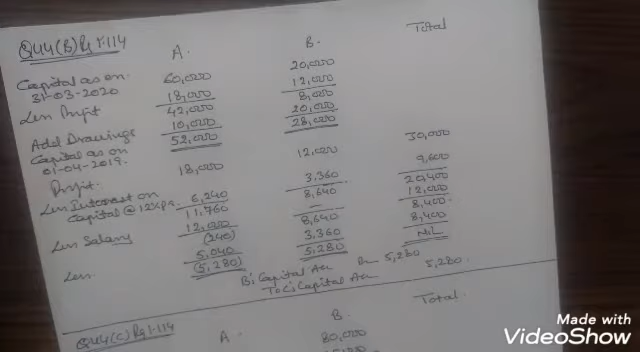 Q44(B) Pg 1.114
A. B. Total
Capital as on 31-03-2020 60,000 20,000
Less Profit 18,000 12,000
42,000 8,000
Add Drawings 10,000 20,000
Capital as on 01-04-2019. 52,000 28,000
Profit. 18,000 12,000 30,000
Less Interest on Capital @ 12% p.a. 6,240 3,360 9,600
11,760 8,640 20,400
Less Salary 12,000 — 12,000
(240) 8,640 8,400
Less. 5,040 3,360 8,400
(5,280) 5,280 Nil
B's Capital A/c Dr 5,280
To C's Capital A/c 5,280.
Q44(C) Pg 1.114
A. B. Total.
80,000
Made with
VideoShow